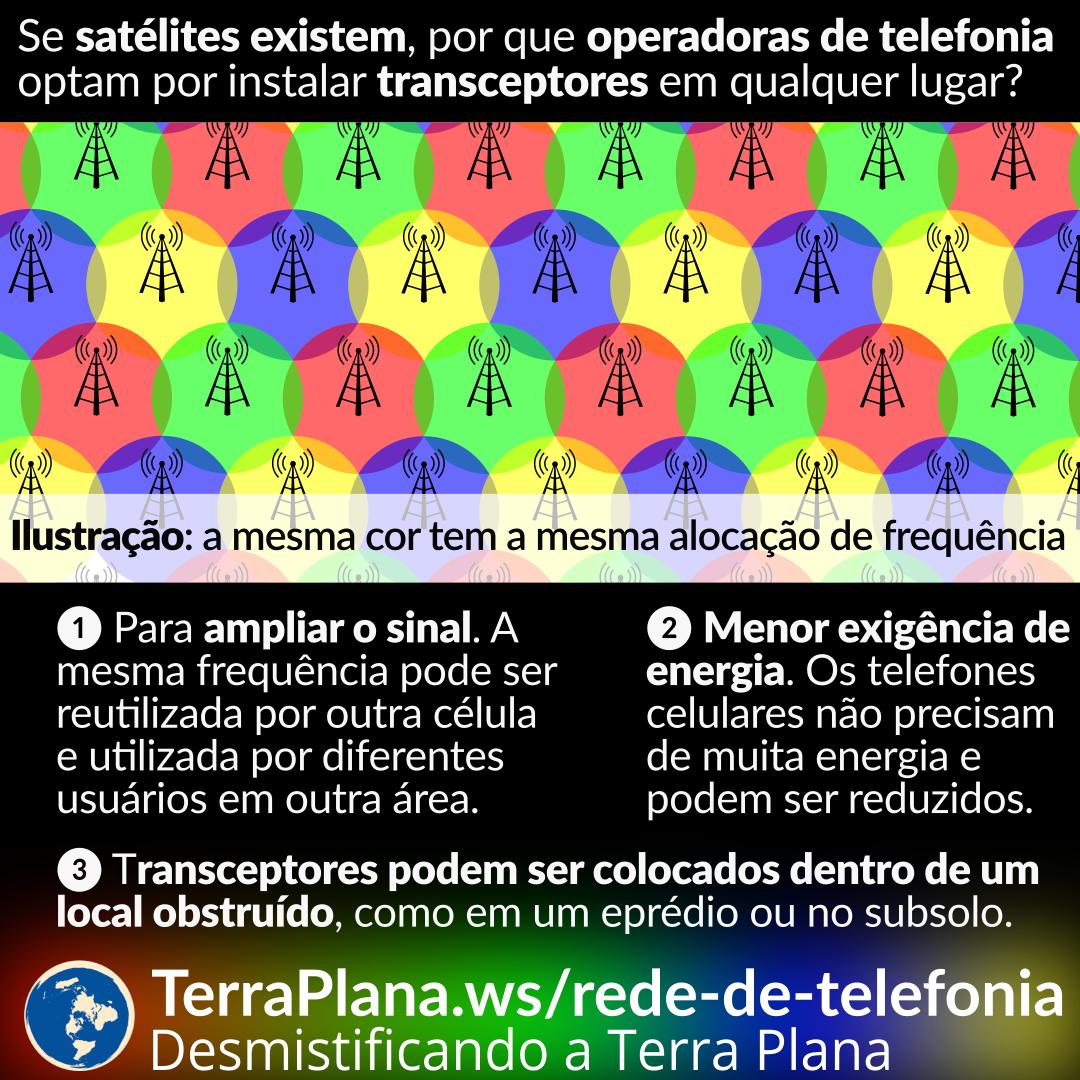 Se satélites existem, por que operadoras de telefonia
optam por instalar transceptores em qualquer lugar?
Ilustração: a mesma cor tem a mesma alocação de frequência
1 Para ampliar o sinal. A
mesma frequência pode ser
reutilizada por outra célula
e utilizada por diferentes
usuários em outra área.
2 Menor exigência de
energia. Os telefones
celulares não precisam
de muita energia e
podem ser reduzidos.
3 Transceptores podem ser colocados dentro de um
local obstruído, como em um eprédio ou no subsolo.
TerraPlana.ws/rede-de-telefonia
Desmistificando a Terra Plana